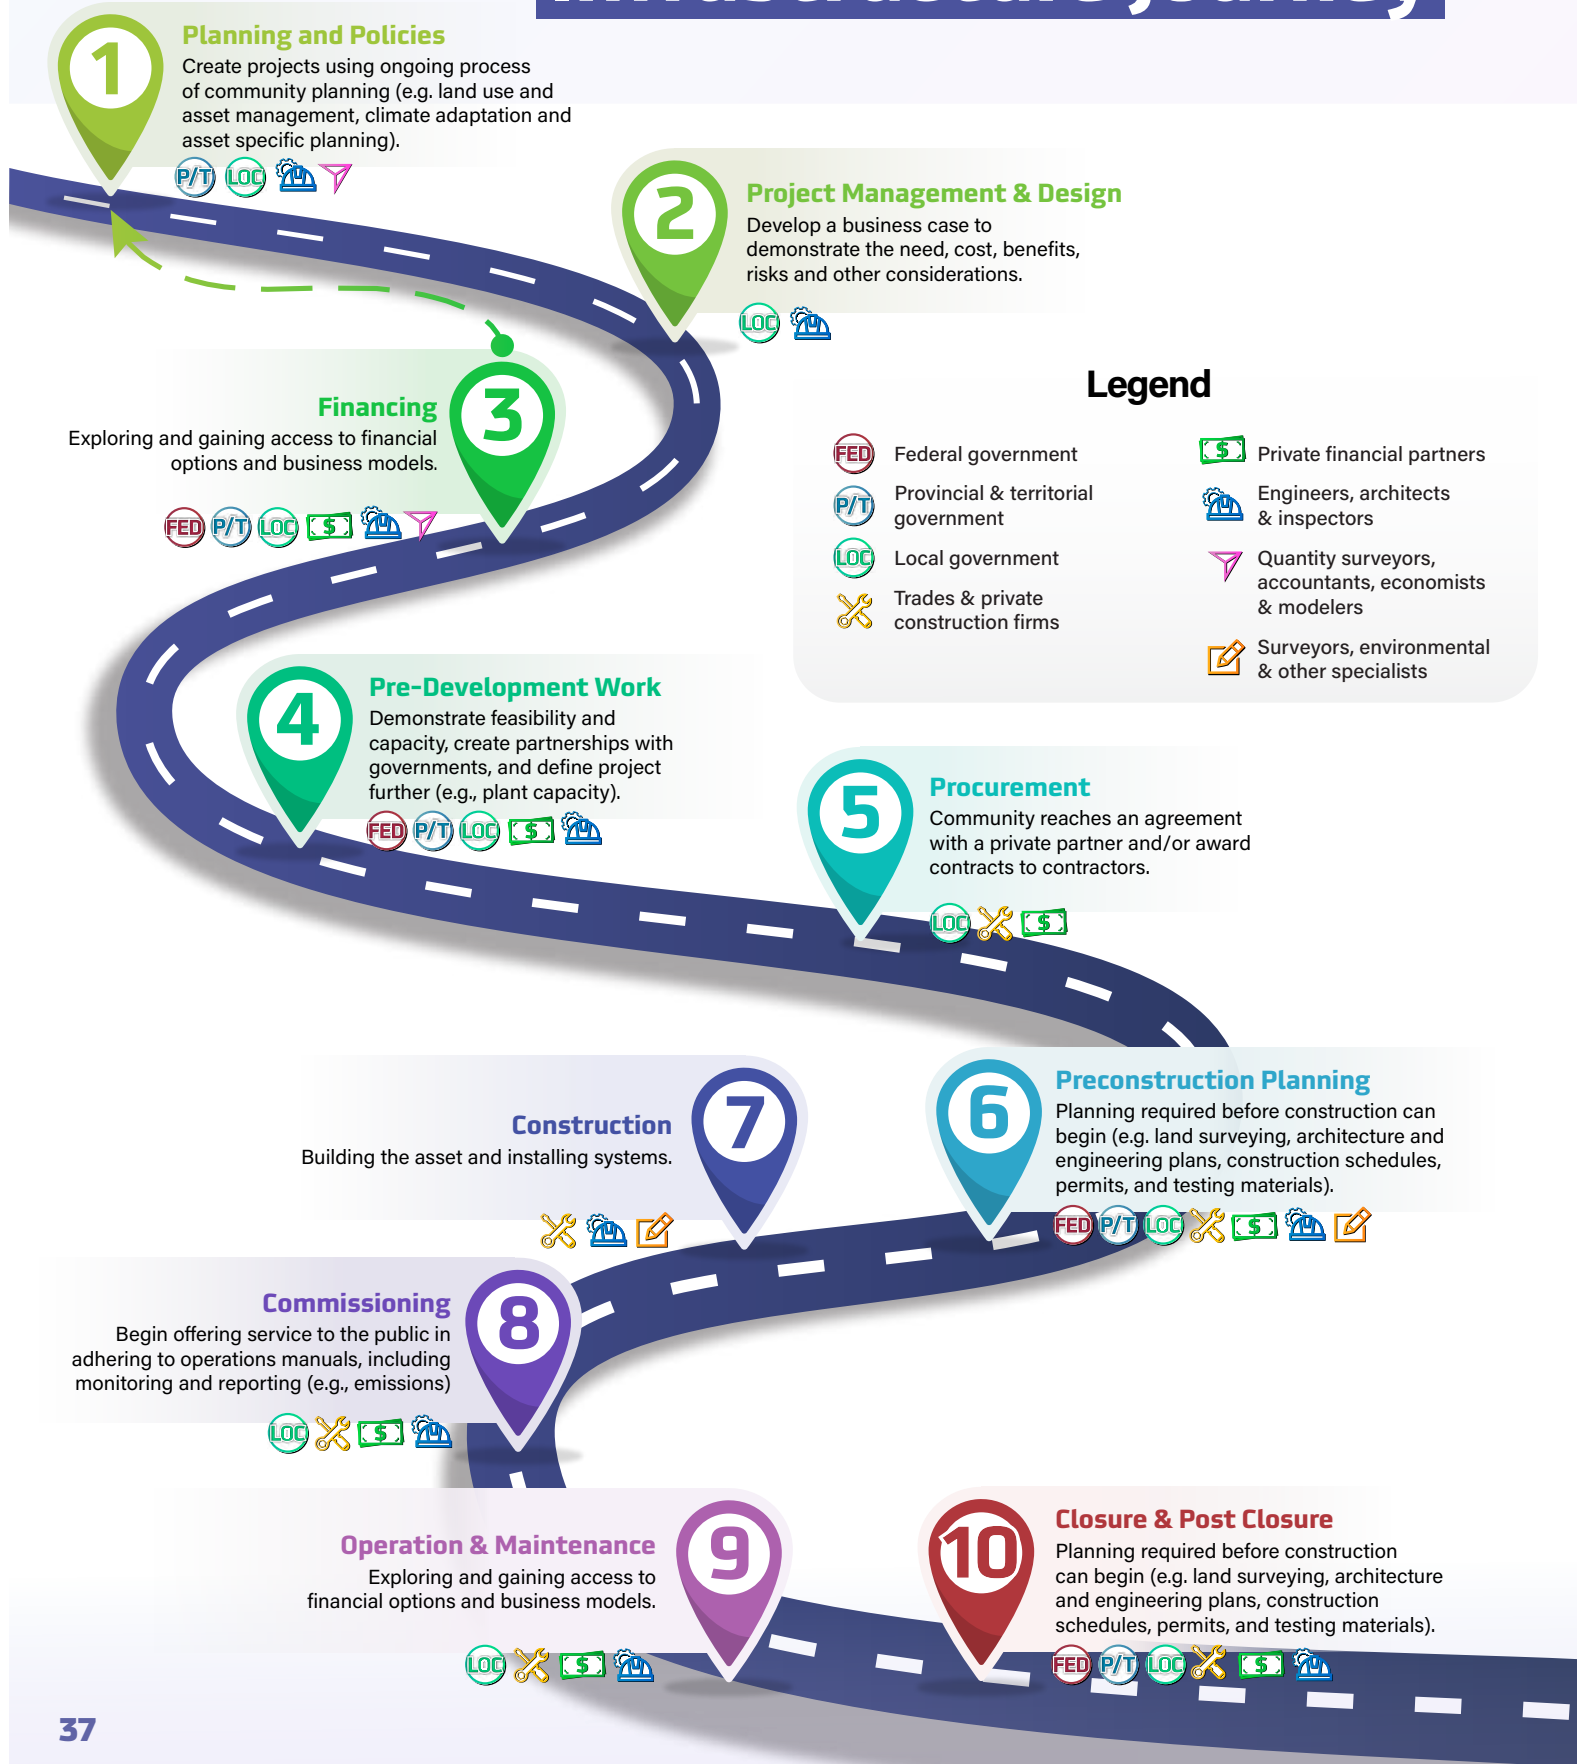 1
Planning and Policies
Create projects using ongoing process
of community planning (e.g. land use and
asset management, climate adaptation and
asset specific planning).
P/T LOC
2
Project Management & Design
Develop a business case to
demonstrate the need, cost, benefits,
risks and other considerations.
LOC
3
Financing
Exploring and gaining access to financial
options and business models.
FED P/T LOC $
Legend
FED Federal government
P/T Provincial & territorial
government
LOC Local government
Trades & private
construction firms
$ Private financial partners
Engineers, architects
& inspectors
Quantity surveyors,
accountants, economists
& modelers
Surveyors, environmental
& other specialists
4
Pre-Development Work
Demonstrate feasibility and
capacity, create partnerships with
governments, and define project
further (e.g., plant capacity).
FED P/T LOC $
5
Procurement
Community reaches an agreement
with a private partner and/or award
contracts to contractors.
LOC $
6
Preconstruction Planning
Planning required before construction can
begin (e.g. land surveying, architecture and
engineering plans, construction schedules,
permits, and testing materials).
FED P/T LOC $
7
Construction
Building the asset and installing systems.
8
Commissioning
Begin offering service to the public in
adhering to operations manuals, including
monitoring and reporting (e.g., emissions)
LOC $
9
Operation & Maintenance
Exploring and gaining access to
financial options and business models.
LOC $
10
Closure & Post Closure
Planning required before construction
can begin (e.g. land surveying, architecture
and engineering plans, construction
schedules, permits, and testing materials).
FED P/T LOC $
37